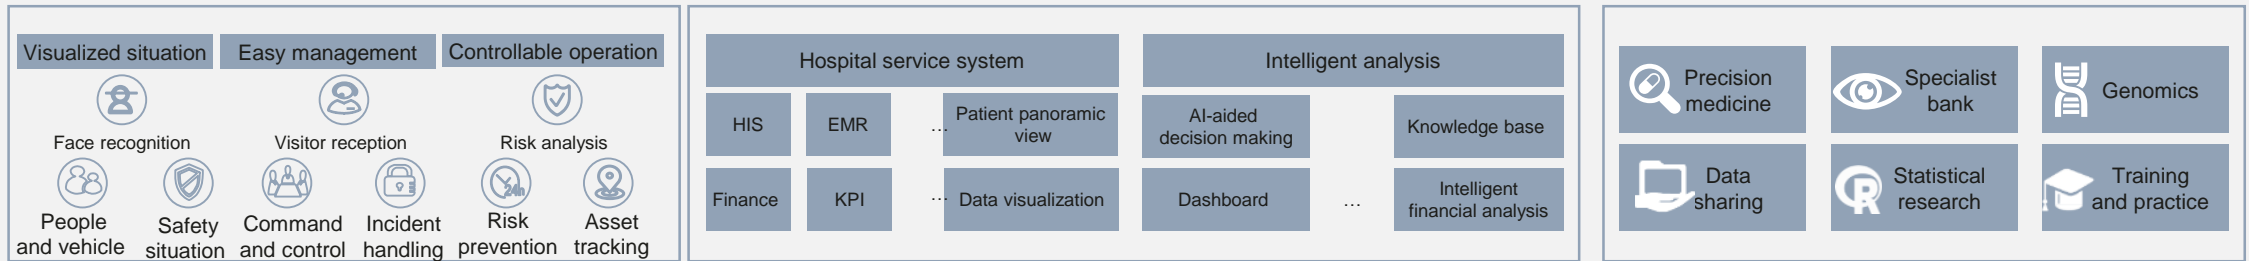 Visualized situation
Easy management
Controllable operation
Face recognition
Visitor reception
Risk analysis
24h
People
and vehicle
Safety
situation
Command
and control
Incident
handling
Risk
prevention
Asset
tracking
Hospital service system
Intelligent analysis
HIS
EMR
...
Patient panoramic
view
AI-aided
decision making
Knowledge base
Finance
KPI
...
Data visualization
Dashboard
...
Intelligent
financial analysis
Precision
medicine
Specialist
bank
Genomics
Data
sharing
R
Statistical
research
Training
and practice